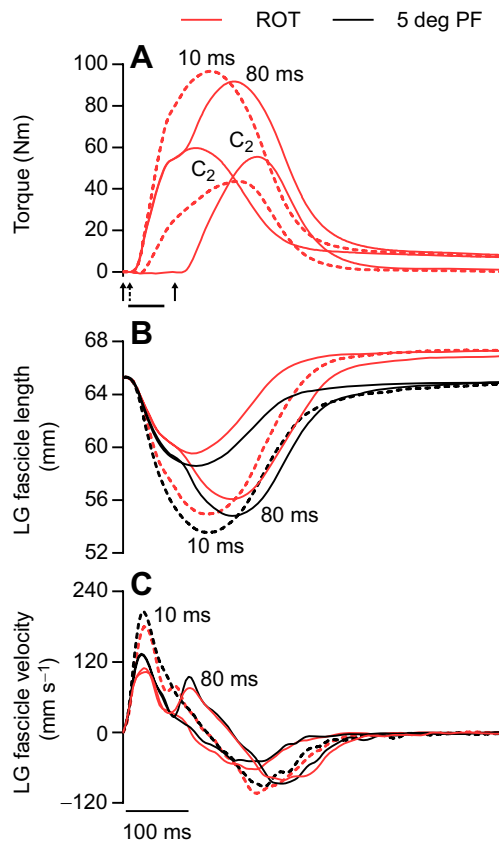 ROT 5 deg PF
A
Torque (Nm)
100
80
60
40
20
0
10 ms
80 ms
C2
C2
B
LG fascicle length
(mm)
68
64
60
56
52
80 ms
10 ms
C
LG fascicle velocity
(mm s⁻¹)
240
120
0
−120
10 ms
80 ms
100 ms